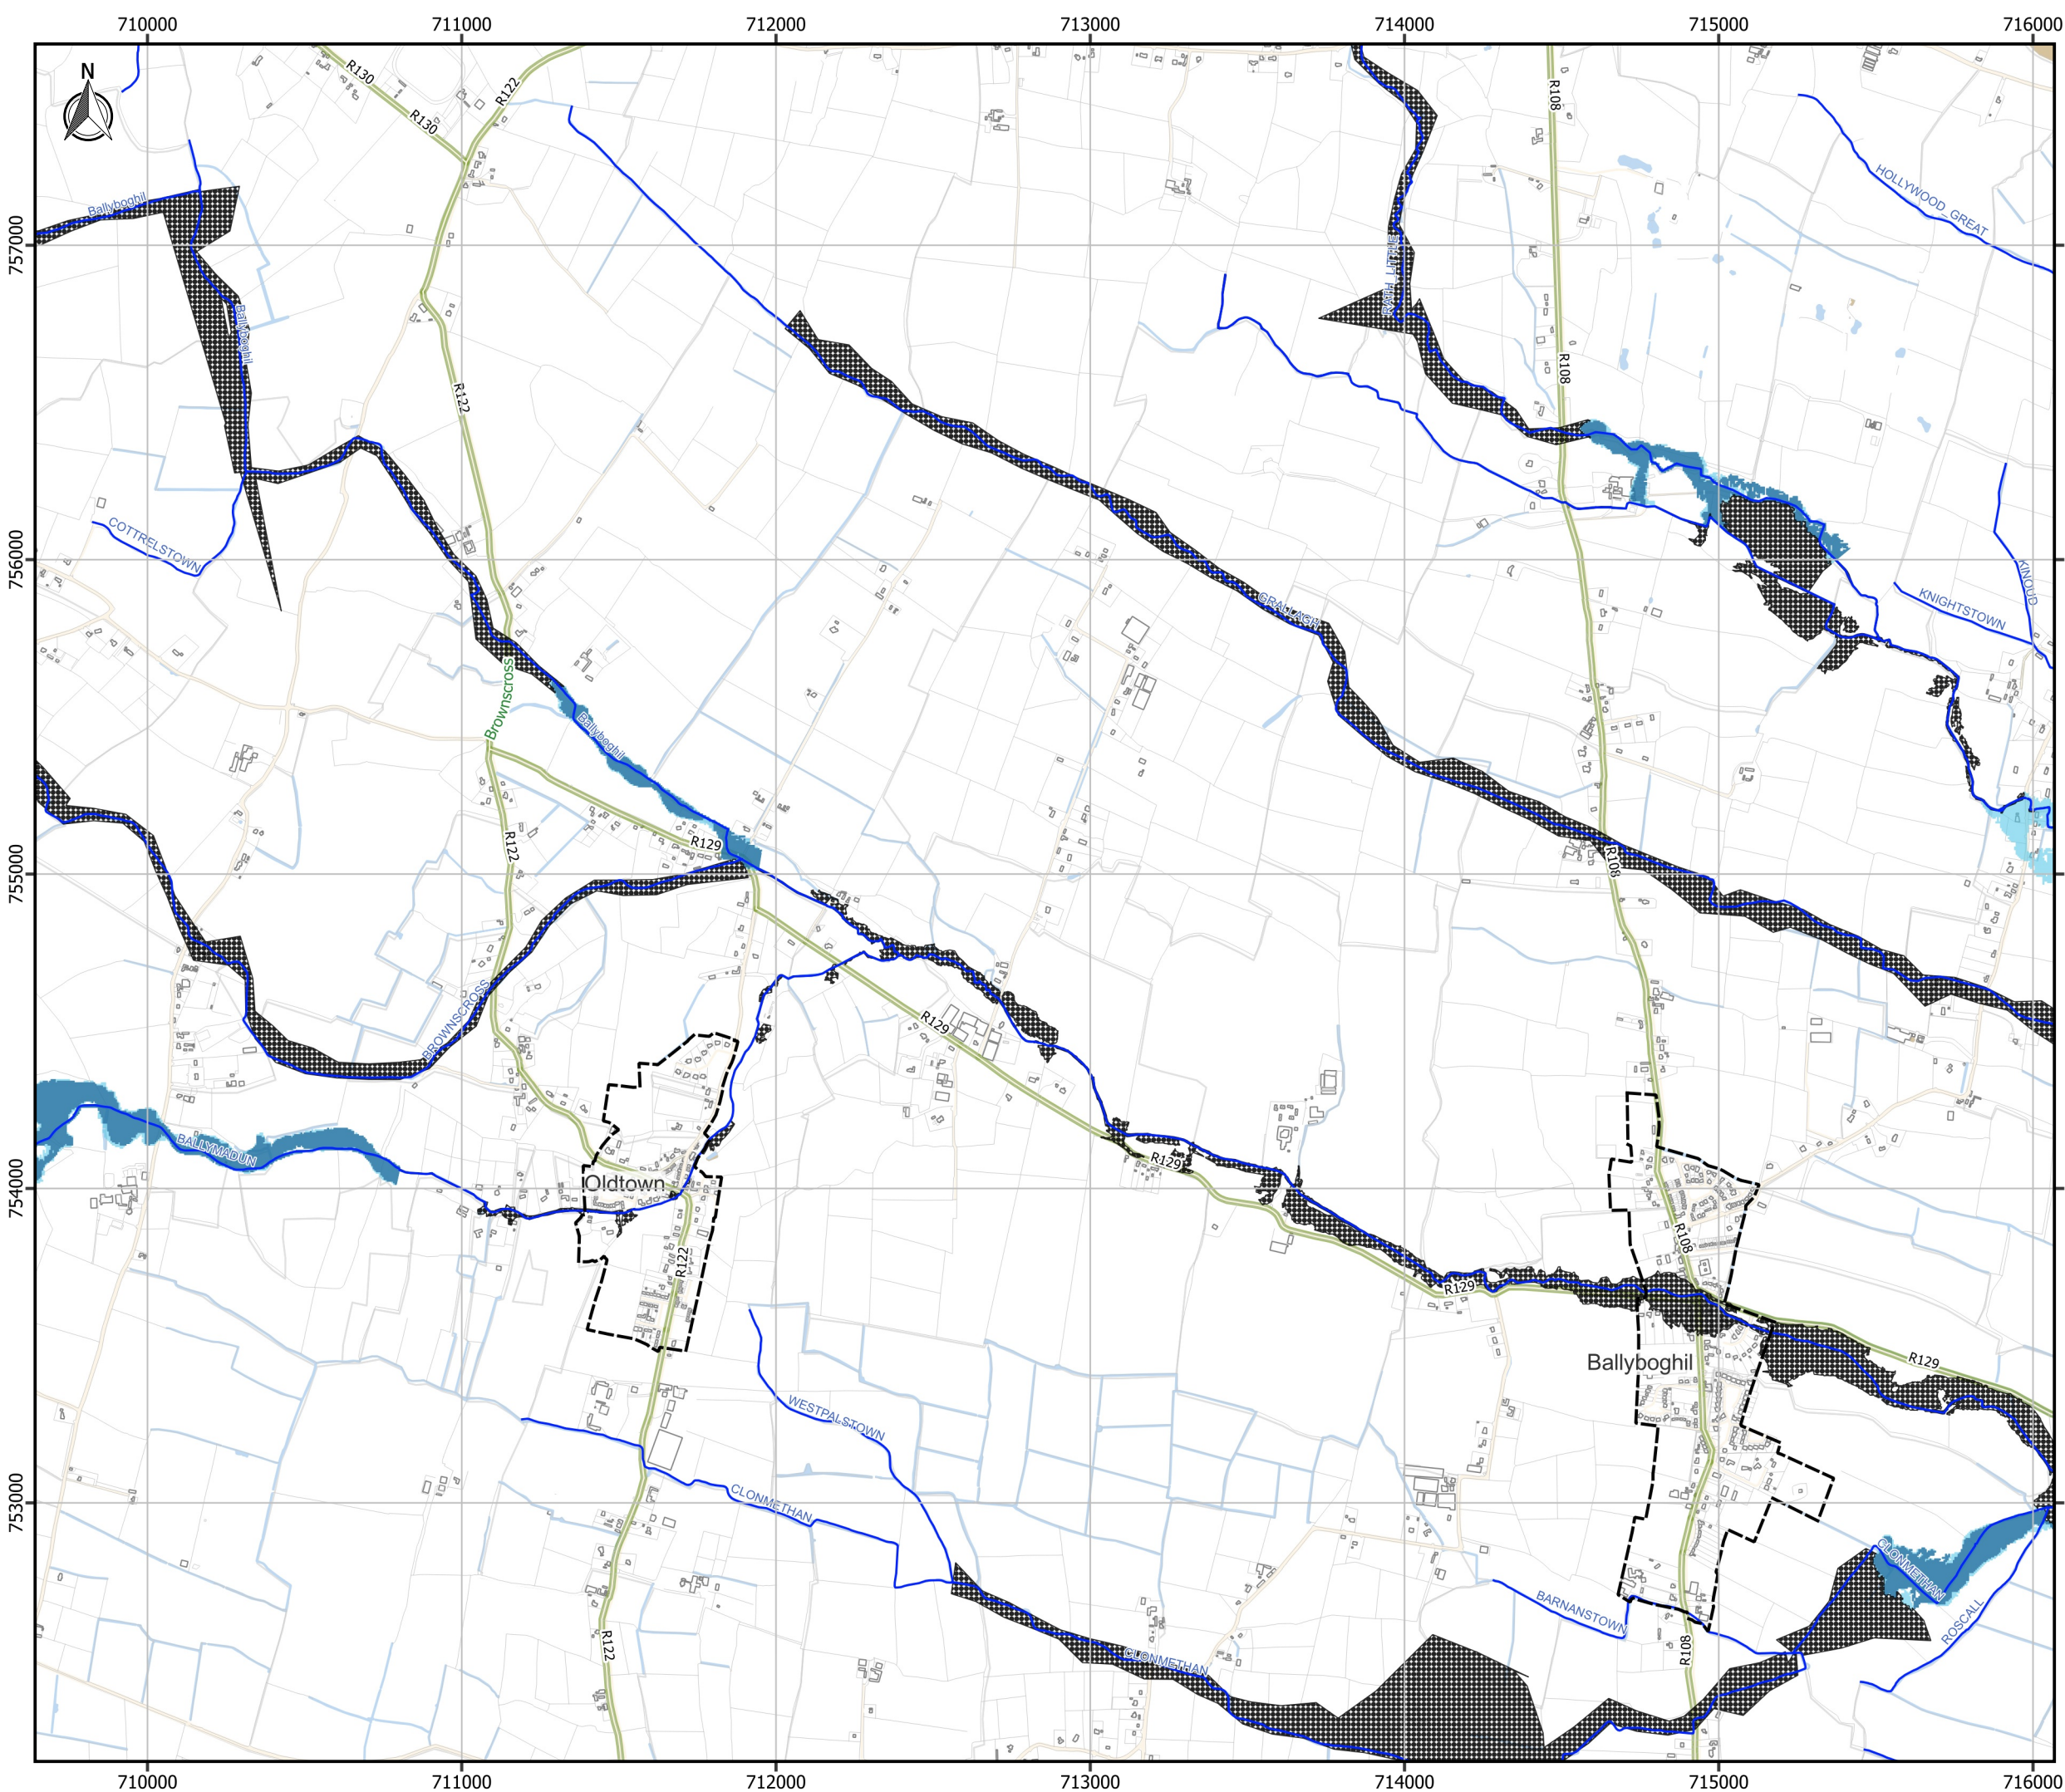 710000 711000 712000 713000 714000 715000 716000
N
R130
R122
R108
R130
HOLLYWOOD_GREAT
Ballyboghil
757000
757000
RATH_LITTLE
Ballyboghil
R108
R122
COTTRELSTOWN
756000
KINOUD
KNIGHTSTOWN
GRALLAGH
Brownscross
Ballyboghil
R122
R129
R108
755000
BROWNSCROSS
R129
BALLYMADUN
R129
754000
Oldtown
R108
R122
R129
Ballyboghil
R129
WESTPALSTOWN
CLONMETHAN
753000
CLONMETHAN
BARNANSTOWN
ROSCALL
R122
CLONMETHAN
R108
710000 711000 712000 713000 714000 715000 716000